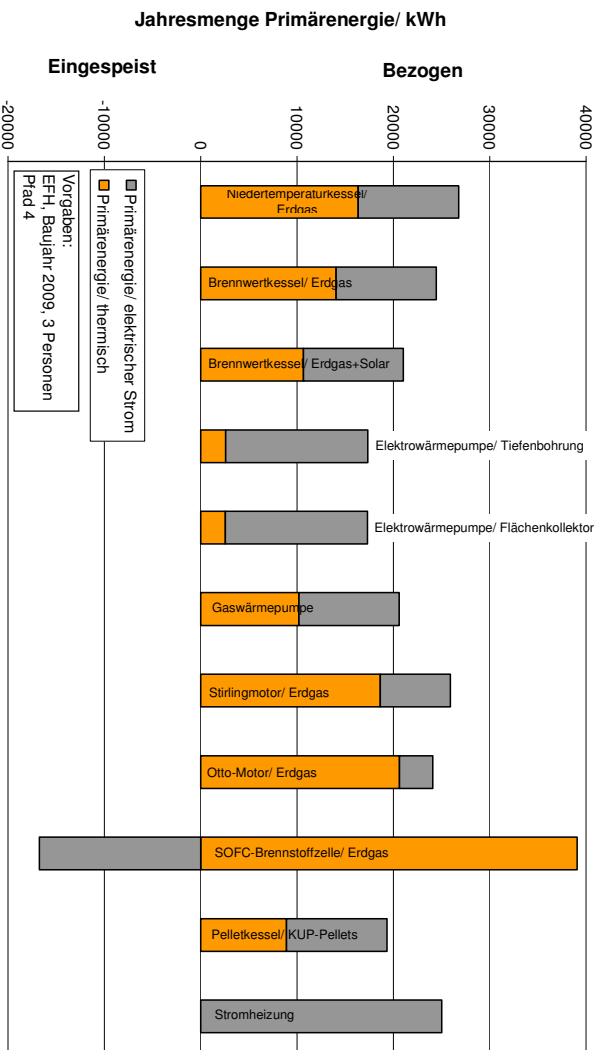 Jahresmenge Primärenergie/ kWh
Eingespeist
Bezogen
-20000
-10000
0
10000
20000
30000
40000
Niedertemperaturkessel/
Erdgas
Brennwertkessel/ Erdgas
Brennwertkessel/ Erdgas+Solar
Elektrowärmepumpe/ Tiefenbohrung
Elektrowärmepumpe/ Flächenkollektor
Gaswärmepumpe
Stirlingmotor/ Erdgas
Otto-Motor/ Erdgas
SOFC-Brennstoffzelle/ Erdgas
Pelletkessel/ KUP-Pellets
Stromheizung
Primärenergie/ elektrischer Strom
Primärenergie/ thermisch
Vorgaben:
EFH, Baujahr 2009, 3 Personen
Pfad 4